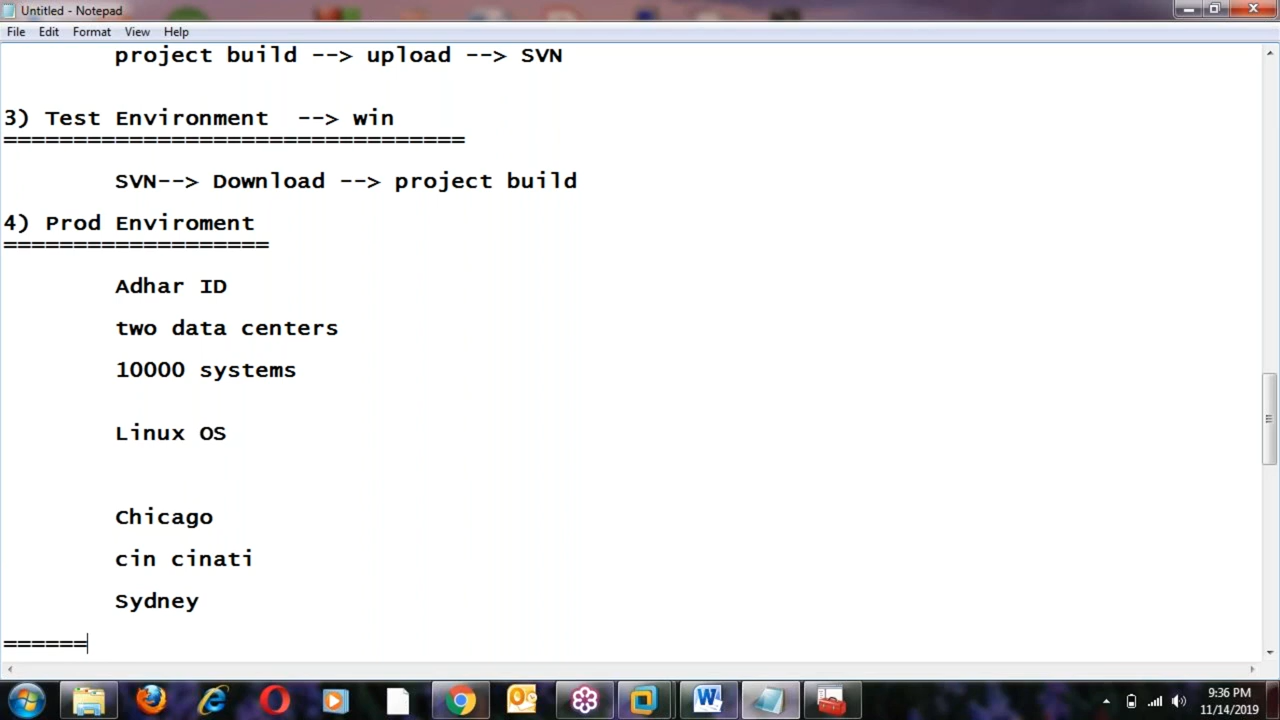 Untitled - Notepad
File Edit Format View Help
project build --> upload --> SVN
3) Test Environment --> win
=================================
SVN--> Download --> project build
4) Prod Enviroment
===================
Adhar ID
two data centers
10000 systems
Linux OS
Chicago
cin cinati
Sydney
======
9:36 PM
11/14/2019